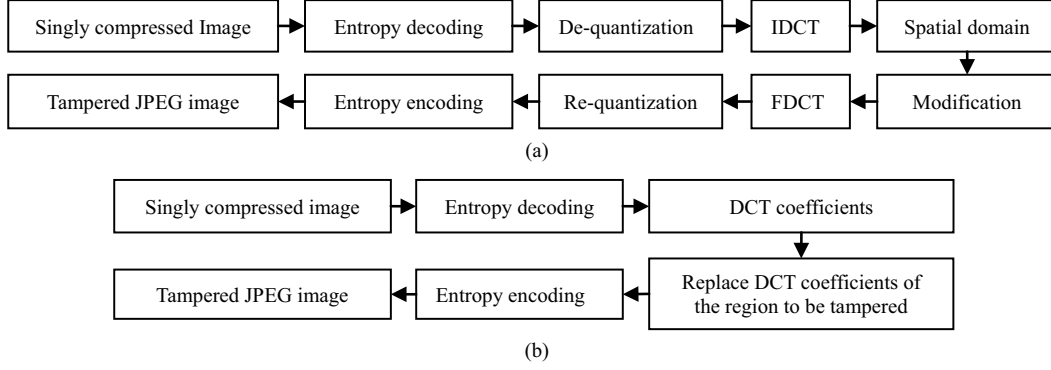 Singly compressed Image
Entropy decoding
De-quantization
IDCT
Spatial domain
Tampered JPEG image
Entropy encoding
Re-quantization
FDCT
Modification
(a)
Singly compressed image
Entropy decoding
DCT coefficients
Tampered JPEG image
Entropy encoding
Replace DCT coefficients of
the region to be tampered
(b)